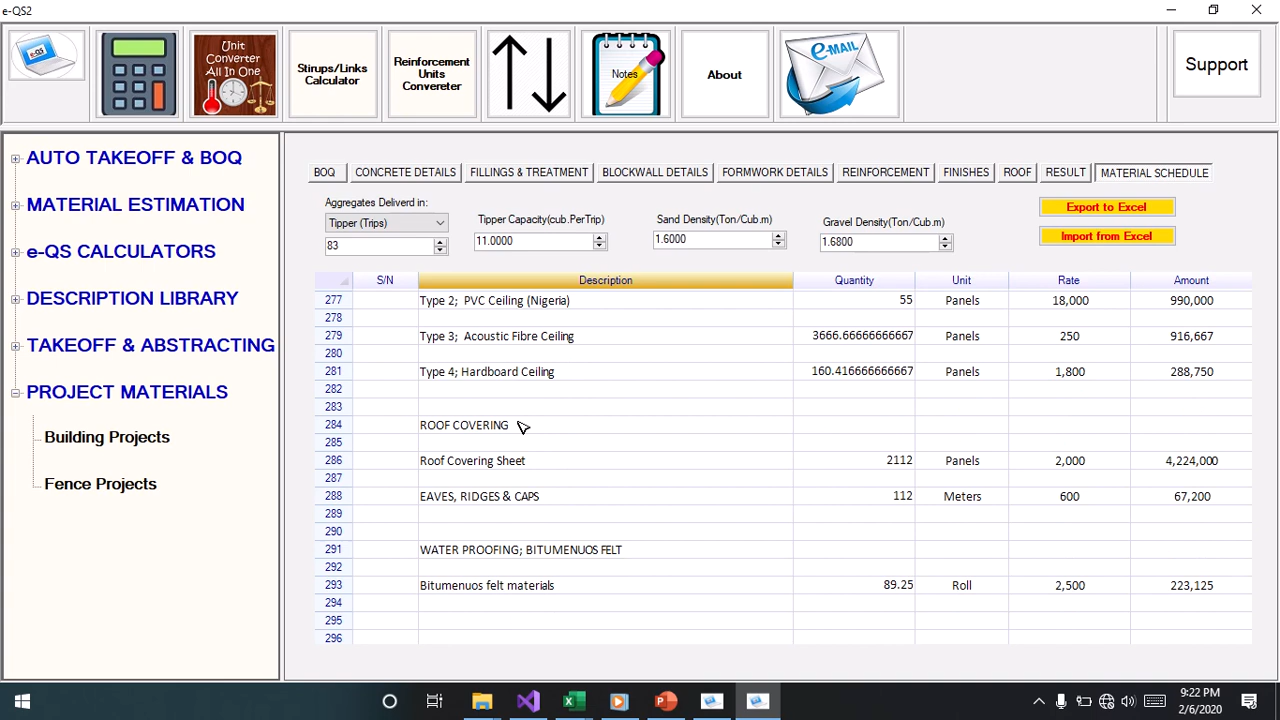 e-QS2
e-QS
Unit
Converter
All In One
Stirups/Links
Calculator
Reinforcement
Units
Convereter
Notes
About
e-MAIL
Support
AUTO TAKEOFF & BOQ
MATERIAL ESTIMATION
e-QS CALCULATORS
DESCRIPTION LIBRARY
TAKEOFF & ABSTRACTING
PROJECT MATERIALS
Building Projects
Fence Projects
BOQ CONCRETE DETAILS FILLINGS & TREATMENT BLOCKWALL DETAILS FORMWORK DETAILS REINFORCEMENT FINISHES ROOF RESULT MATERIAL SCHEDULE
Aggregates Deliverd in:
Tipper (Trips)
83
Tipper Capacity(cub.PerTrip)
11.0000
Sand Density(Ton/Cub.m)
1.6000
Gravel Density(Ton/Cub.m)
1.6800
Export to Excel
Import from Excel
S/N Description Quantity Unit Rate Amount
277 Type 2; PVC Ceiling (Nigeria) 55 Panels 18,000 990,000
278
279 Type 3; Acoustic Fibre Ceiling 3666.66666666667 Panels 250 916,667
280
281 Type 4; Hardboard Ceiling 160.416666666667 Panels 1,800 288,750
282
283
284 ROOF COVERING
285
286 Roof Covering Sheet 2112 Panels 2,000 4,224,000
287
288 EAVES, RIDGES & CAPS 112 Meters 600 67,200
289
290
291 WATER PROOFING; BITUMENUOS FELT
292
293 Bitumenuos felt materials 89.25 Roll 2,500 223,125
294
295
296
9:22 PM
2/6/2020